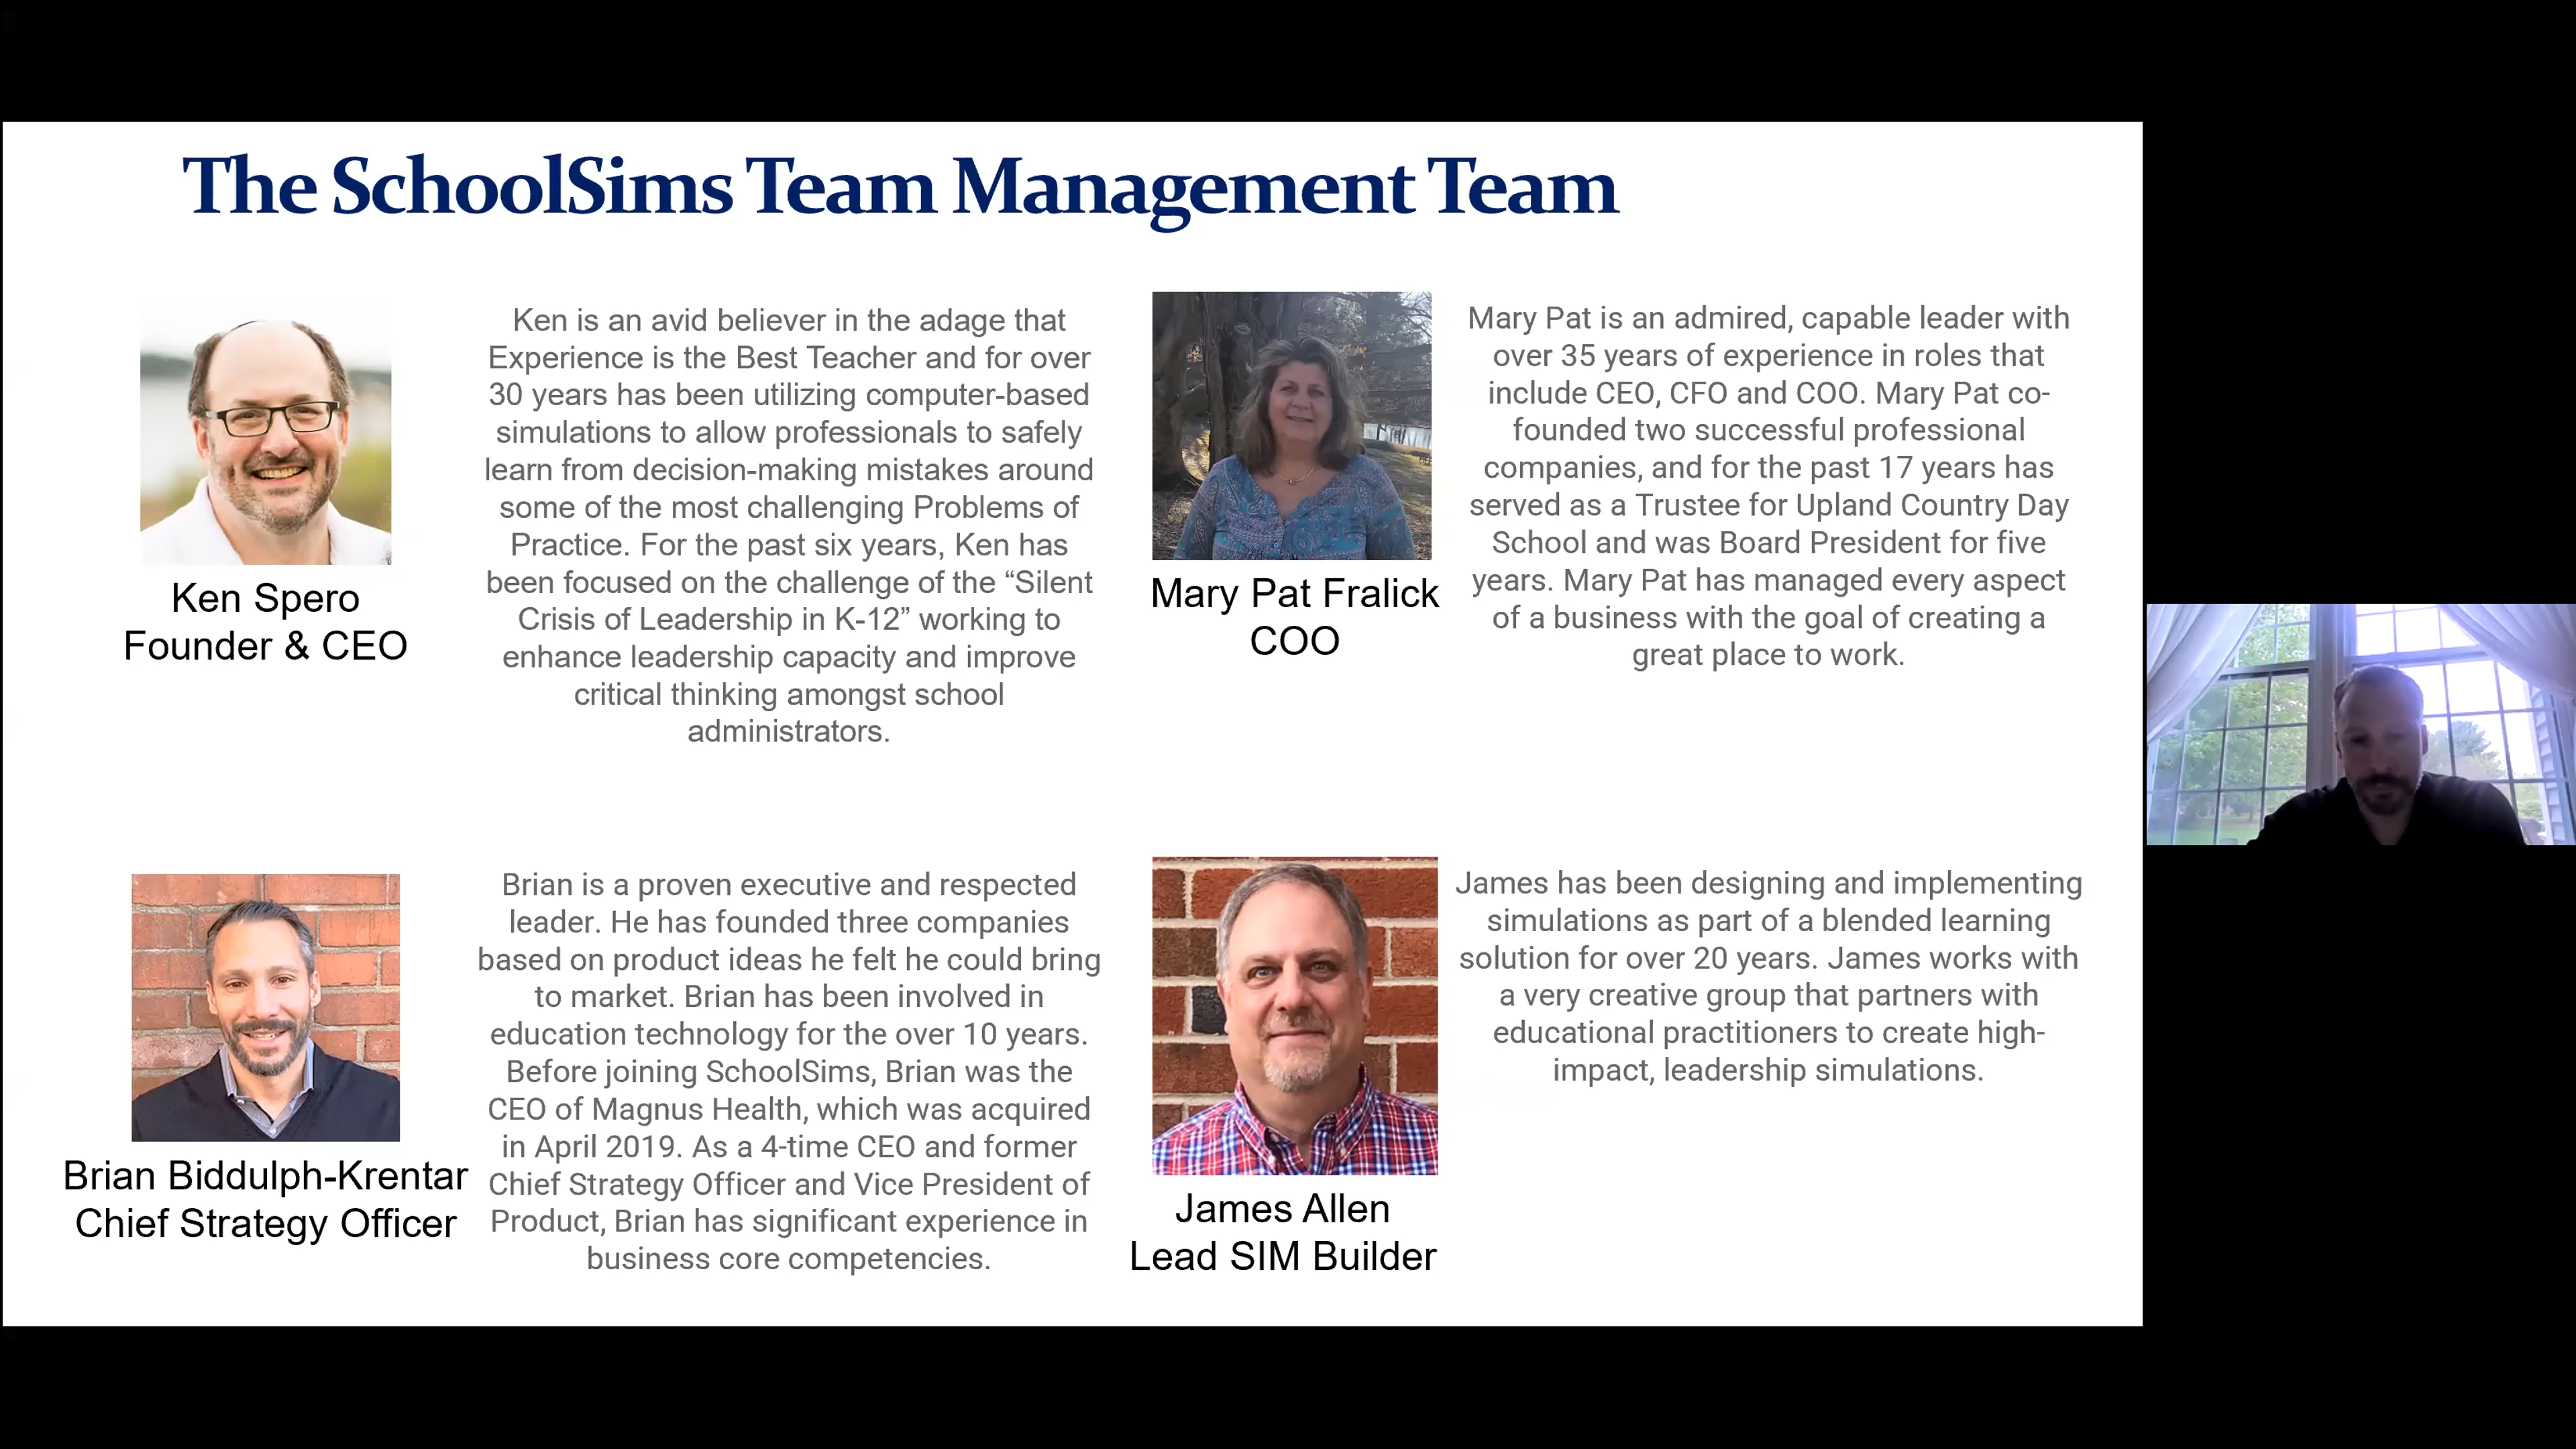 The SchoolSims Team Management Team
Ken is an avid believer in the adage that
Experience is the Best Teacher and for over
30 years has been utilizing computer-based
simulations to allow professionals to safely
learn from decision-making mistakes around
some of the most challenging Problems of
Practice. For the past six years, Ken has
been focused on the challenge of the “Silent
Crisis of Leadership in K-12” working to
enhance leadership capacity and improve
critical thinking amongst school
administrators.
Ken Spero
Founder & CEO
Mary Pat is an admired, capable leader with
over 35 years of experience in roles that
include CEO, CFO and COO. Mary Pat co-
founded two successful professional
companies, and for the past 17 years has
served as a Trustee for Upland Country Day
School and was Board President for five
years. Mary Pat has managed every aspect
of a business with the goal of creating a
great place to work.
Mary Pat Fralick
COO
Brian is a proven executive and respected
leader. He has founded three companies
based on product ideas he felt he could bring
to market. Brian has been involved in
education technology for the over 10 years.
Before joining SchoolSims, Brian was the
CEO of Magnus Health, which was acquired
in April 2019. As a 4-time CEO and former
Chief Strategy Officer and Vice President of
Product, Brian has significant experience in
business core competencies.
Brian Biddulph-Krentar
Chief Strategy Officer
James has been designing and implementing
simulations as part of a blended learning
solution for over 20 years. James works with
a very creative group that partners with
educational practitioners to create high-
impact, leadership simulations.
James Allen
Lead SIM Builder